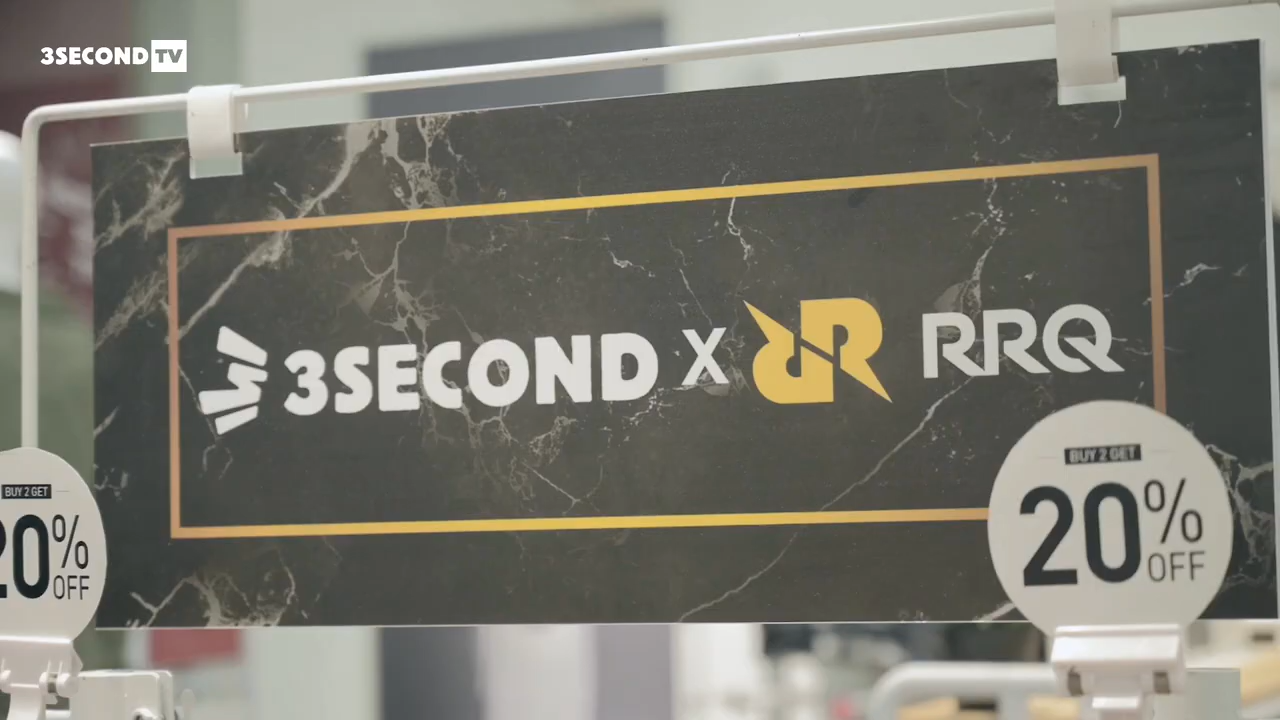 3SECOND TV
3SECOND X RRQ
BUY 2 GET
20%
OFF
BUY 2 GET
20%
OFF